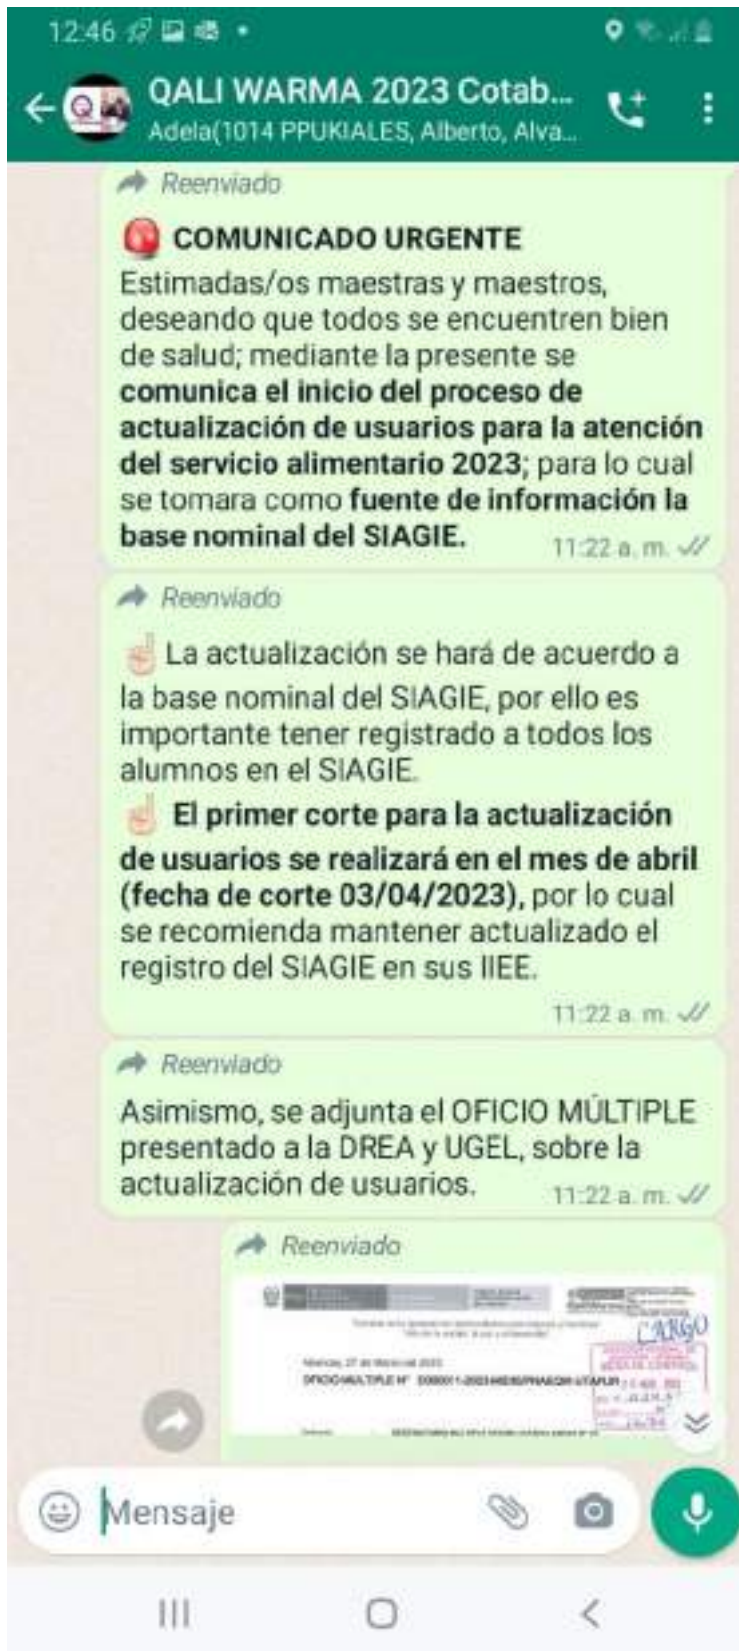 12:46
QALI WARMA 2023 Cotab...
Adela(1014 PPUKIALES, Alberto, Alva...
Reenviado
COMUNICADO URGENTE
Estimadas/os maestras y maestros,
deseando que todos se encuentren bien
de salud; mediante la presente se
comunica el inicio del proceso de
actualización de usuarios para la atención
del servicio alimentario 2023; para lo cual
se tomara como fuente de información la
base nominal del SIAGIE.
11:22 a. m.
Reenviado
La actualización se hará de acuerdo a
la base nominal del SIAGIE, por ello es
importante tener registrado a todos los
alumnos en el SIAGIE.
El primer corte para la actualización
de usuarios se realizará en el mes de abril
(fecha de corte 03/04/2023), por lo cual
se recomienda mantener actualizado el
registro del SIAGIE en sus IIEE.
11:22 a. m.
Reenviado
Asimismo, se adjunta el OFICIO MÚLTIPLE
presentado a la DREA y UGEL, sobre la
actualización de usuarios.
11:22 a. m.
Reenviado
CARGO
Mensaje